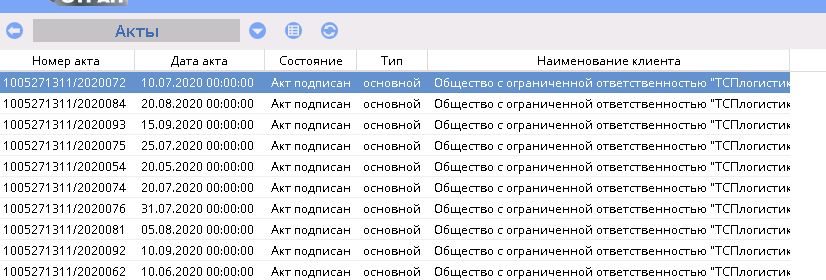 Акты
Номер акта Дата акта Состояние Тип Наименование клиента
1005271311/2020072 10.07.2020 00:00:00 Акт подписан основной Общество с ограниченной ответственностью "ТСПлогистик
1005271311/2020084 20.08.2020 00:00:00 Акт подписан основной Общество с ограниченной ответственностью "ТСПлогистик
1005271311/2020093 15.09.2020 00:00:00 Акт подписан основной Общество с ограниченной ответственностью "ТСПлогистик
1005271311/2020075 25.07.2020 00:00:00 Акт подписан основной Общество с ограниченной ответственностью "ТСПлогистик
1005271311/2020054 20.05.2020 00:00:00 Акт подписан основной Общество с ограниченной ответственностью "ТСПлогистик
1005271311/2020074 20.07.2020 00:00:00 Акт подписан основной Общество с ограниченной ответственностью "ТСПлогистик
1005271311/2020076 31.07.2020 00:00:00 Акт подписан основной Общество с ограниченной ответственностью "ТСПлогистик
1005271311/2020081 05.08.2020 00:00:00 Акт подписан основной Общество с ограниченной ответственностью "ТСПлогистик
1005271311/2020092 10.09.2020 00:00:00 Акт подписан основной Общество с ограниченной ответственностью "ТСПлогистик
1005271311/2020062 10.06.2020 00:00:00 Акт подписан основной Общество с ограниченной ответственностью "ТСПлогистик